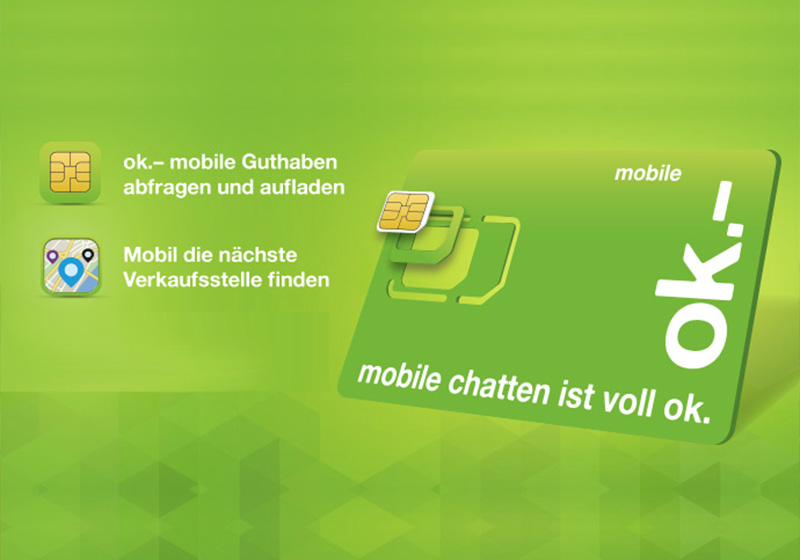 ok.– mobile Guthaben
abfragen und aufladen
Mobil die nächste
Verkaufsstelle finden
mobile
ok.–
mobile chatten ist voll ok.